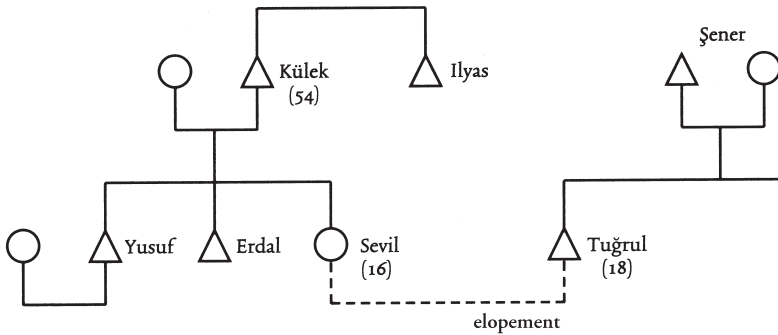 Şener
Külek
(54)
Ilyas
Yusuf
Erdal
Sevil
(16)
Tuğrul
(18)
elopement